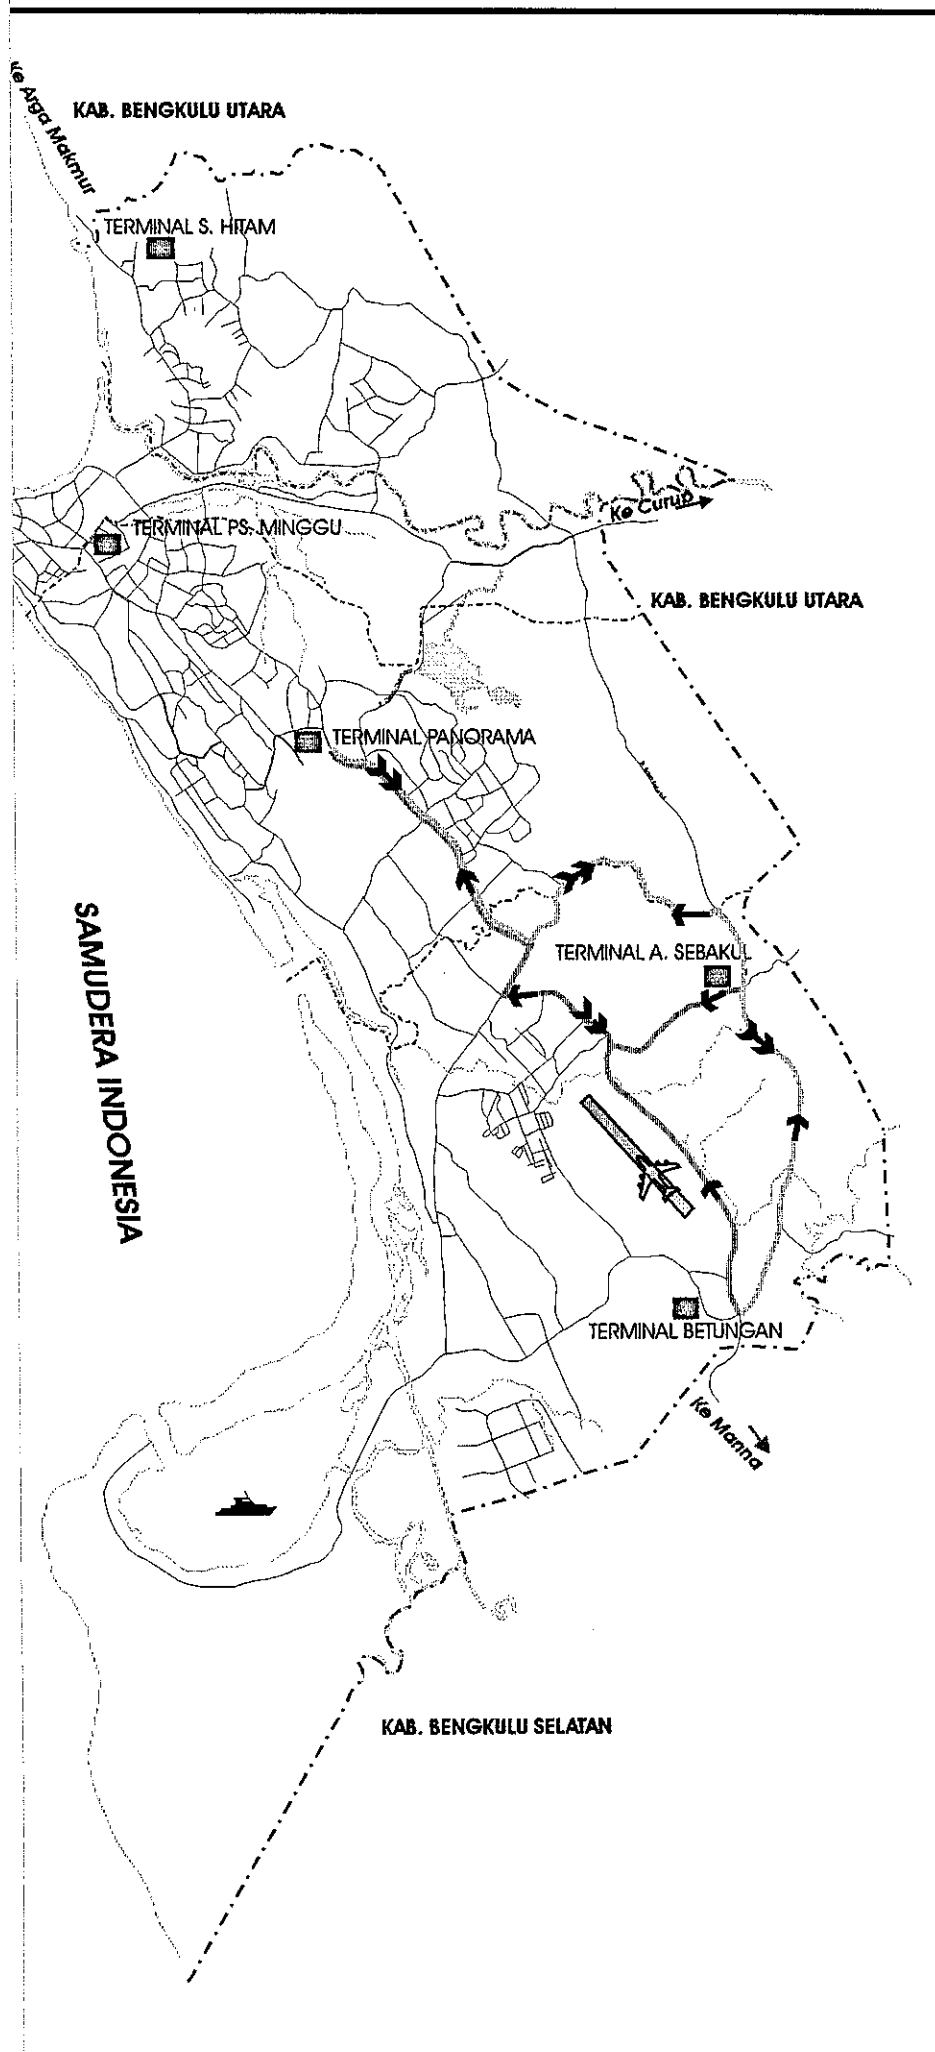 Ke Arga Makmur
KAB. BENGKULU UTARA
TERMINAL S. HITAM
Ke Curup
TERMINAL PS. MINGGU
KAB. BENGKULU UTARA
TERMINAL PANORAMA
SAMUDERA INDONESIA
TERMINAL A. SEBAKUL
TERMINAL BETUNGAN
Ke Manna
KAB. BENGKULU SELATAN